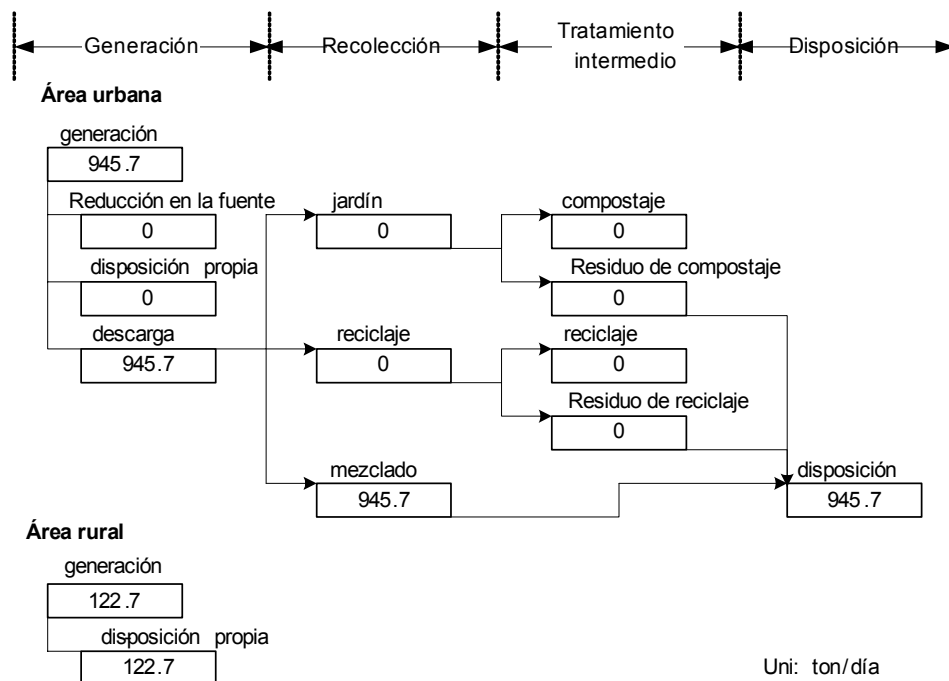 Generación
Recolección
Tratamiento
intermedio
Disposición
Área urbana
generación
945.7
Reducción en la fuente
0
disposición propia
0
descarga
945.7
jardín
0
reciclaje
0
mezclado
945.7
compostaje
0
Residuo de compostaje
0
reciclaje
0
Residuo de reciclaje
0
disposición
945.7
Área rural
generación
122.7
disposición propia
122.7
Uni: ton/día